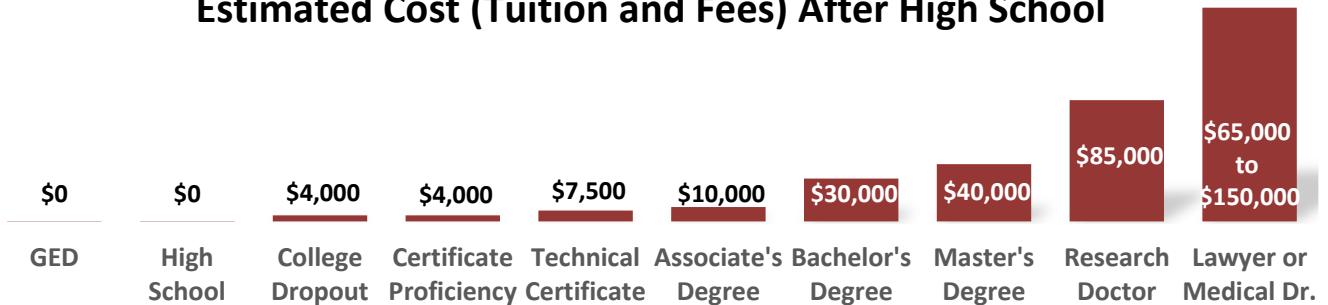 Estimated Cost (Tuition and Fees) After High School
$0
$0
$4,000
$4,000
$7,500
$10,000
$30,000
$40,000
$85,000
$65,000
to
$150,000
GED
High
School
College
Dropout
Certificate
Proficiency
Technical
Certificate
Associate's
Degree
Bachelor's
Degree
Master's
Degree
Research
Doctor
Lawyer or
Medical Dr.